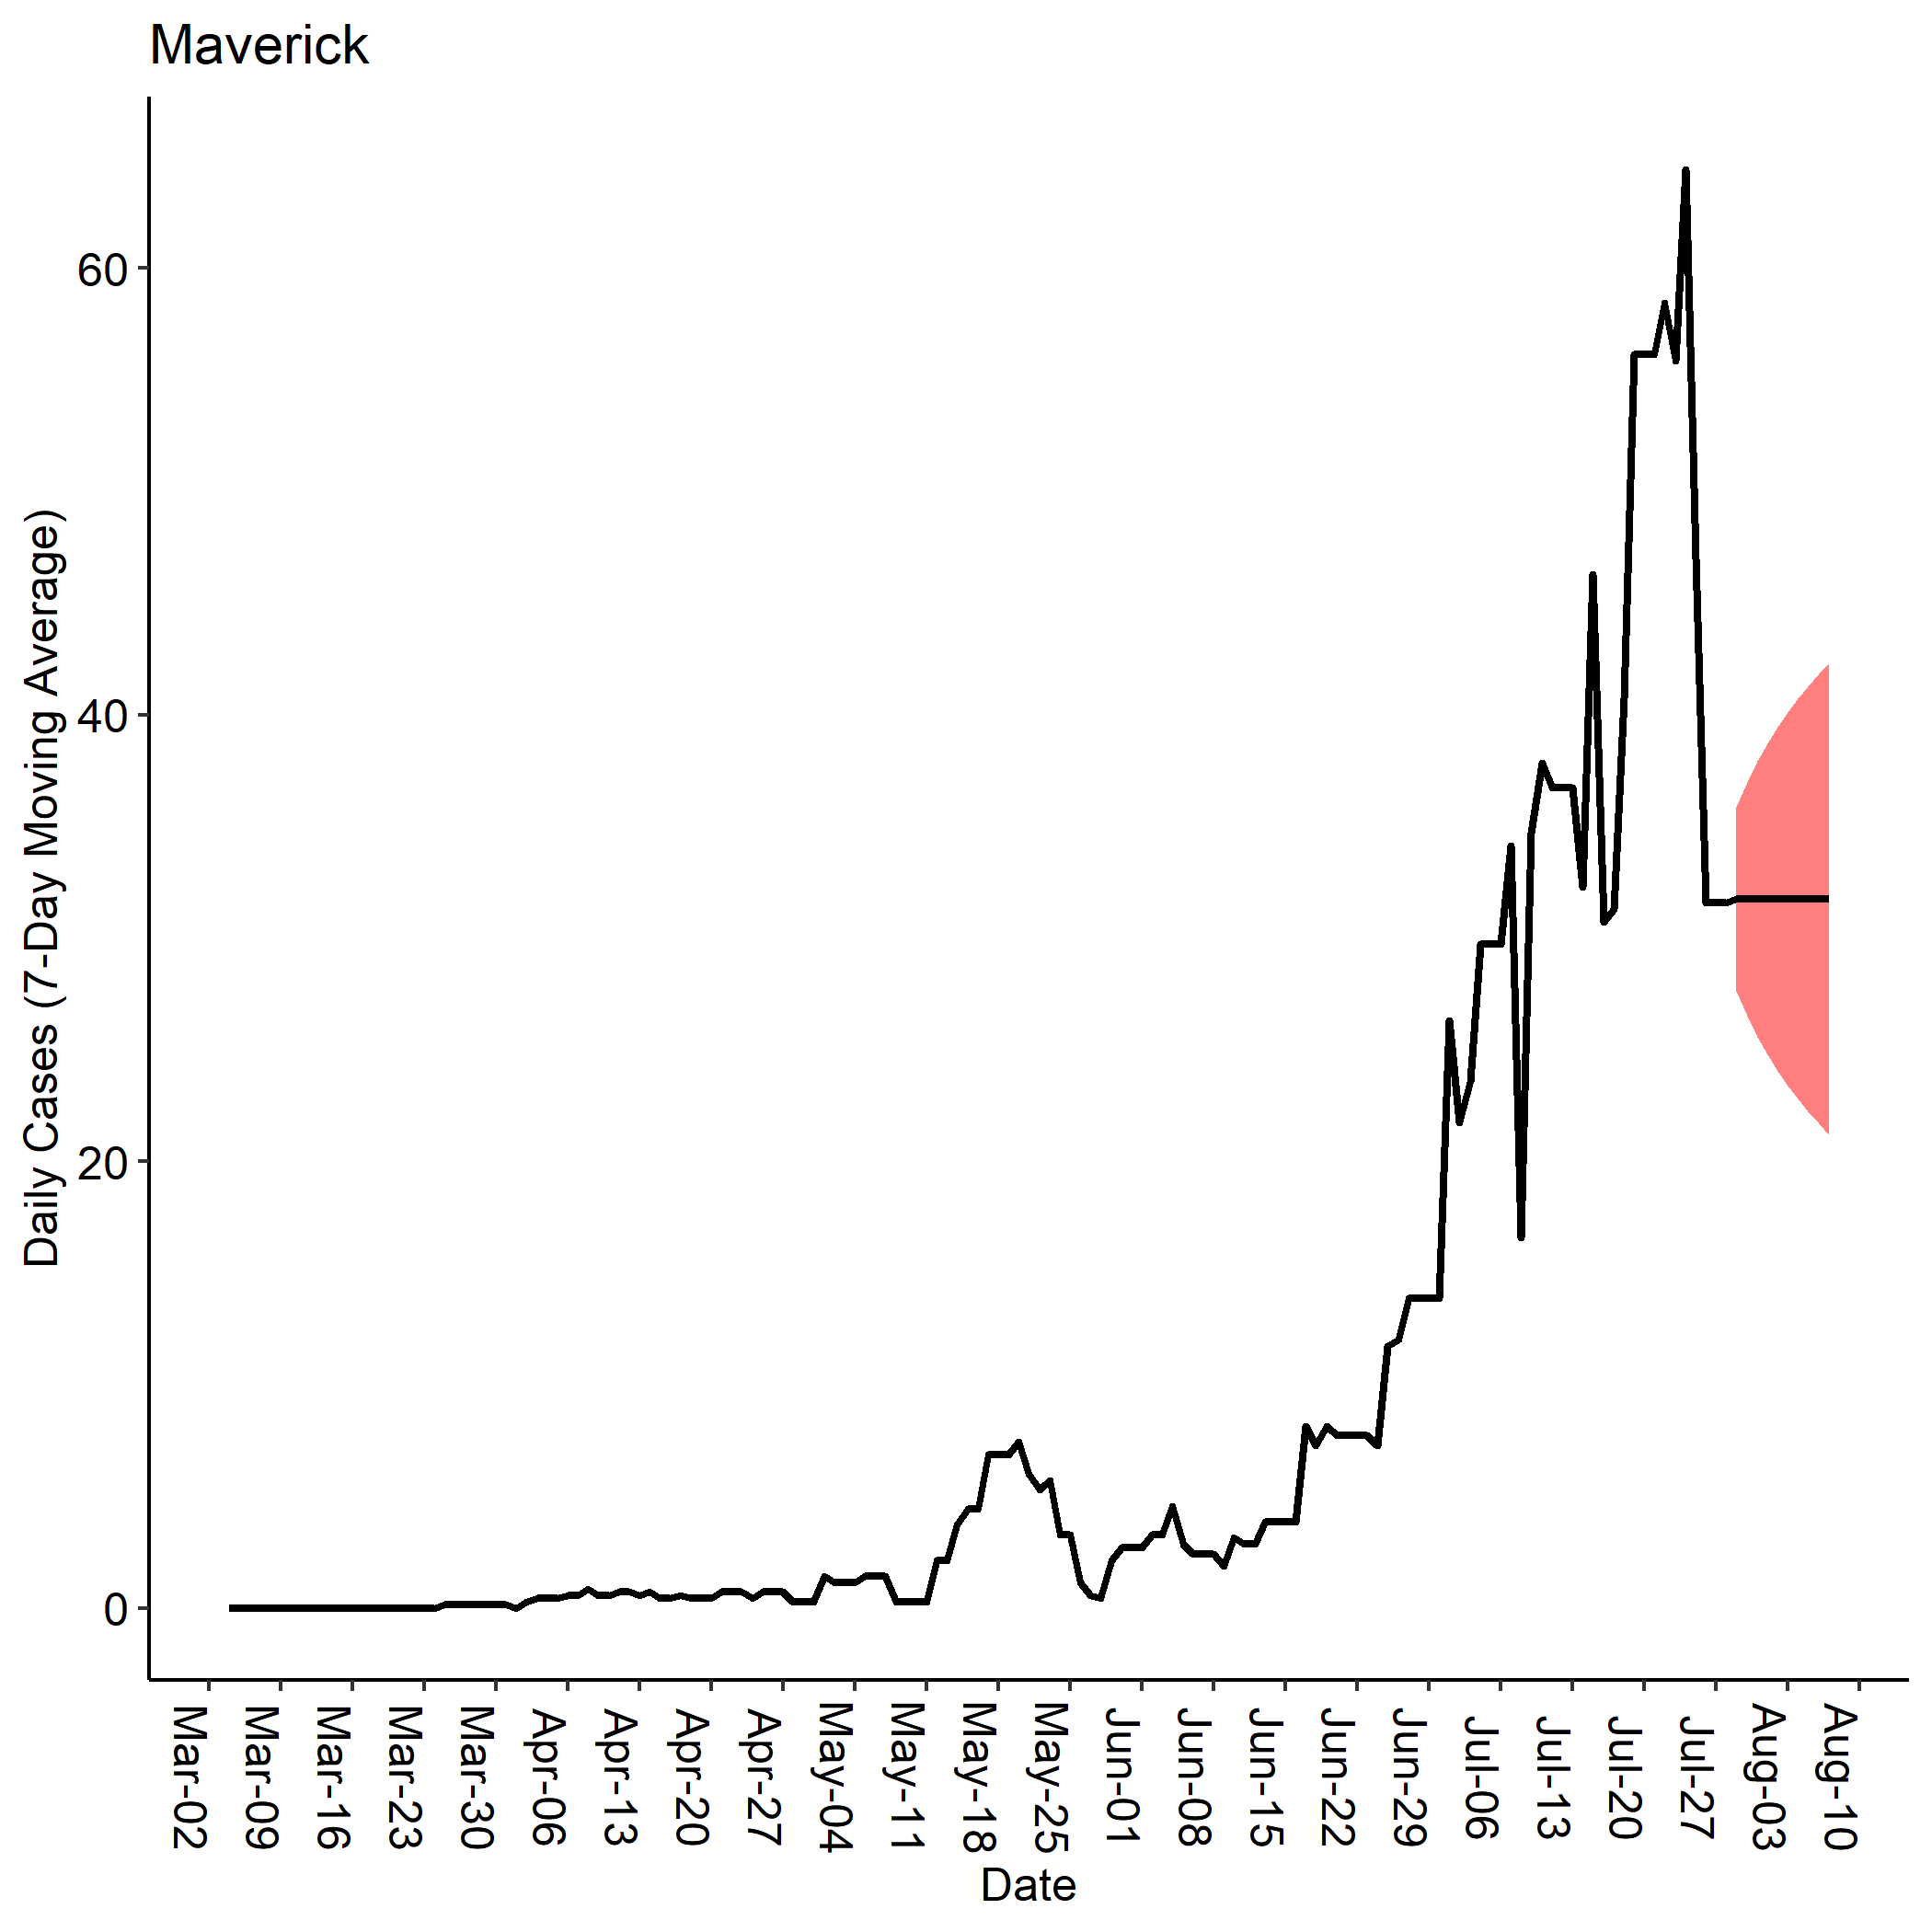 Maverick
Daily Cases (7-Day Moving Average)
60
40
20
0
Mar-02
Mar-09
Mar-16
Mar-23
Mar-30
Apr-06
Apr-13
Apr-20
Apr-27
May-04
May-11
May-18
May-25
Jun-01
Jun-08
Jun-15
Jun-22
Jun-29
Jul-06
Jul-13
Jul-20
Jul-27
Aug-03
Aug-10
Date